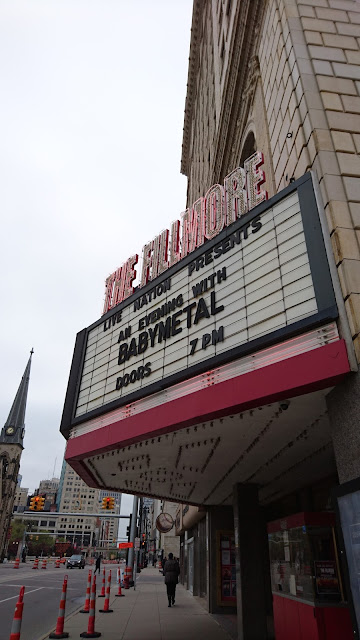 THE FILLMORE
LIVE NATION PRESENTS
AN EVENING WITH
BABYMETAL
DOORS 7 PM